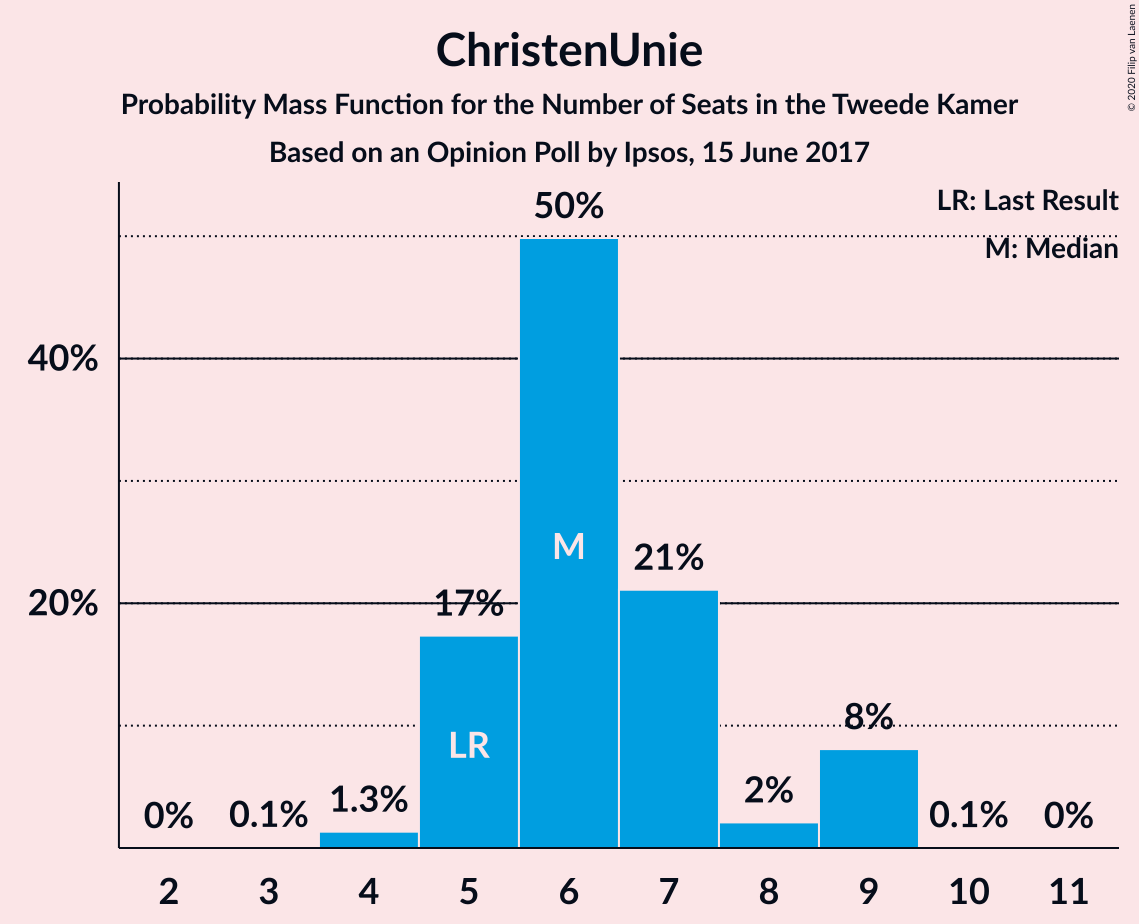 ChristenUnie
Probability Mass Function for the Number of Seats in the Tweede Kamer
Based on an Opinion Poll by Ipsos, 15 June 2017
© 2020 Filip van Laenen
LR: Last Result
M: Median
50%
40%
M
21%
20%
17%
LR
8%
2%
1.3%
0%
0.1%
0.1%
0%
2 3 4 5 6 7 8 9 10 11